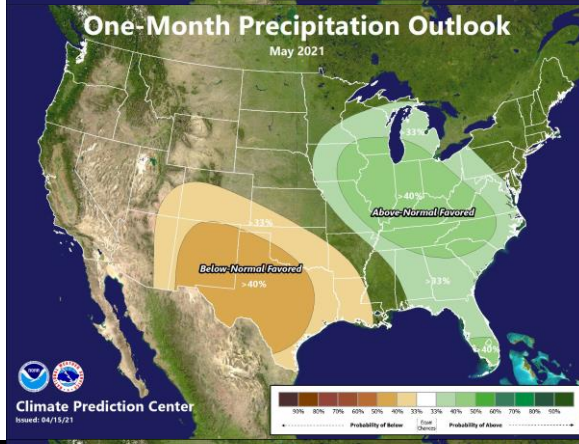 One-Month Precipitation Outlook
May 2021
33%
>40%
Above-Normal Favored
>33%
Below-Normal Favored
>40%
>33%
>40%
NOAA
Climate Prediction Center
Issued: 04/15/21
90% 80% 70% 60% 50% 40% 33% 33% 40% 50% 60% 70% 80% 90%
Probability of Below Equal Chances Probability of Above